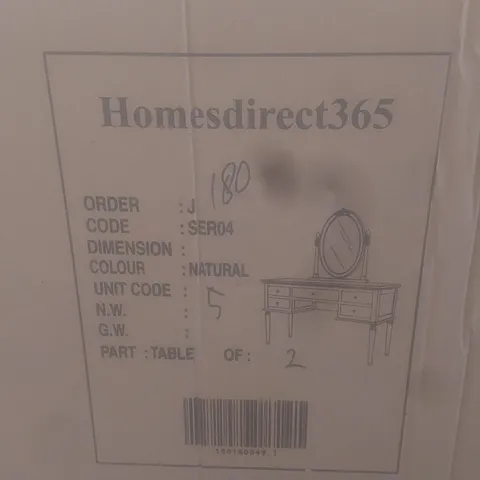 Homesdirect365
ORDER : J 180
CODE : SER04
DIMENSION :
COLOUR : NATURAL
UNIT CODE :
N.W. : 5
G.W. :
PART : TABLE OF : 2